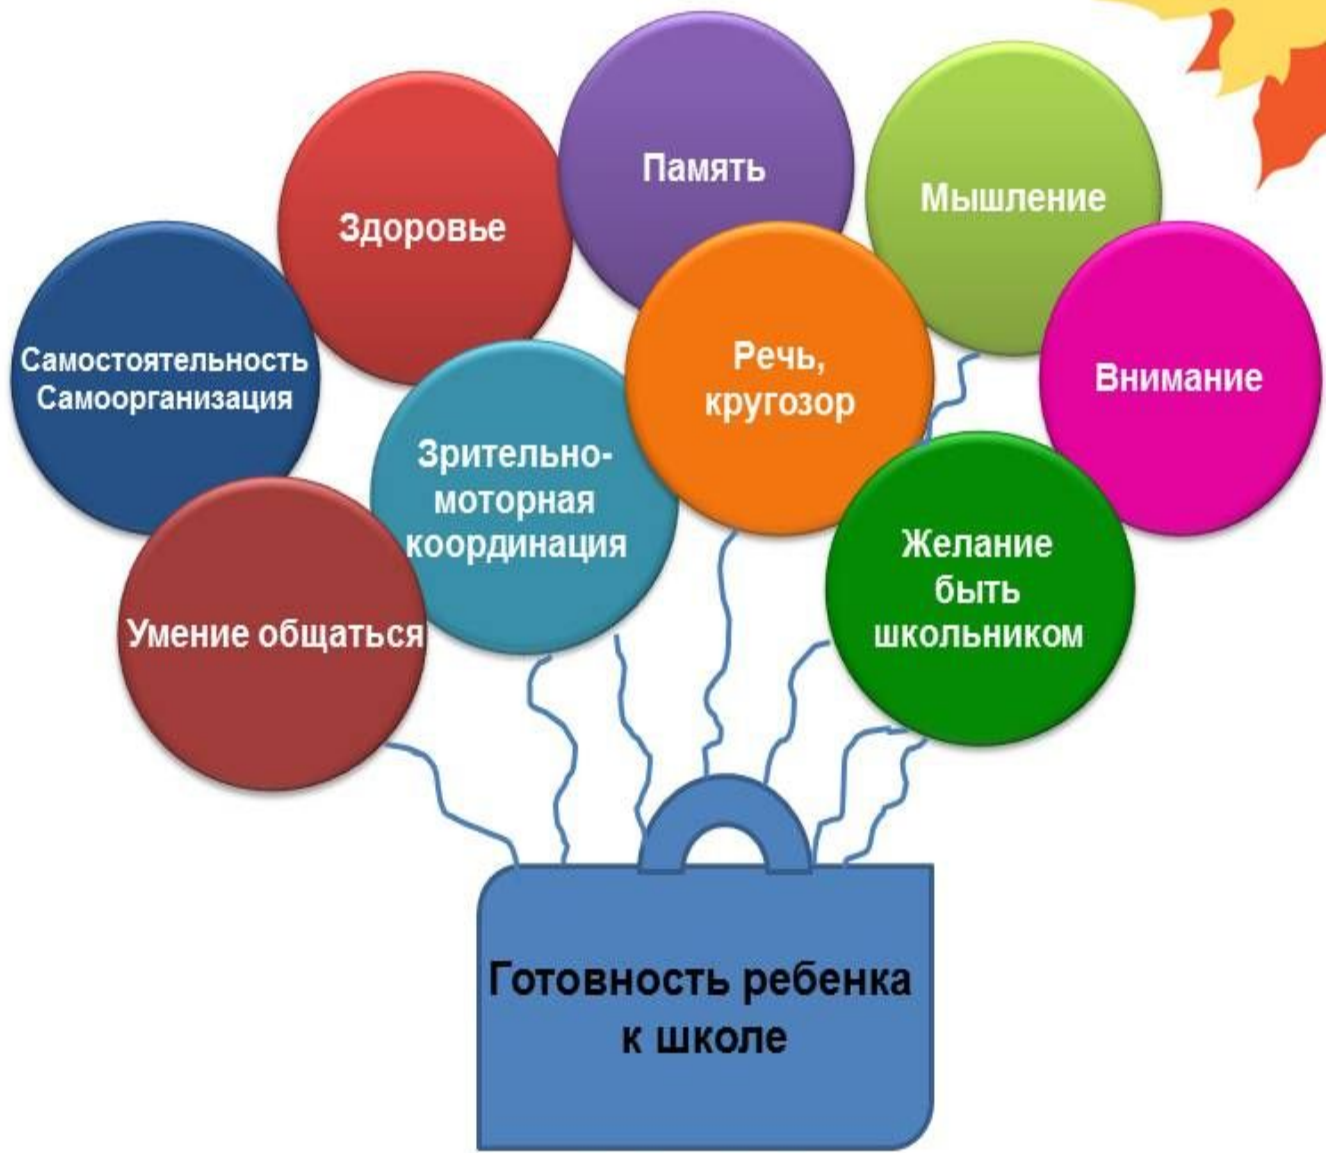 Память
Мышление
Здоровье
Самостоятельность
Самоорганизация
Речь,
кругозор
Внимание
Зрительно-
моторная
координация
Желание
быть
школьником
Умение общаться
Готовность ребенка
к школе